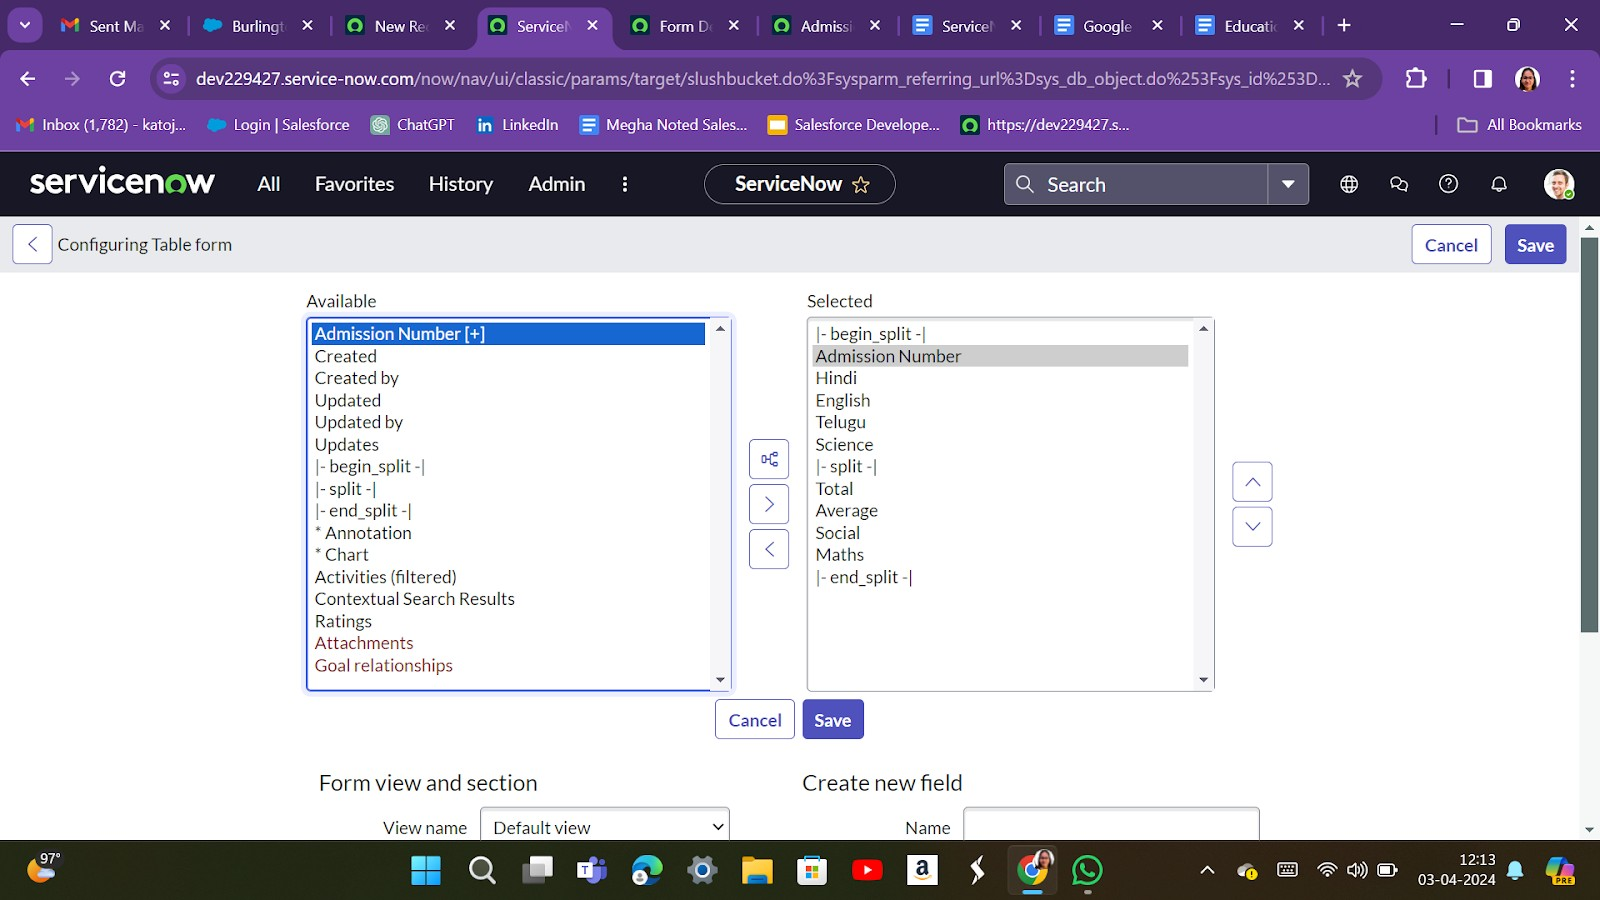 Sent Ma
Burlingt
New Re
ServiceN
Form De
Admissi
ServiceN
Google
Educatio
dev229427.service-now.com/now/nav/ui/classic/params/target/slushbucket.do%3Fsysparm_referring_url%3Dsys_db_object.do%253Fsys_id%253D...
Inbox (1,782) - katoj...
Login | Salesforce
ChatGPT
LinkedIn
Megha Noted Sales...
Salesforce Develope...
https://dev229427.s...
All Bookmarks
servicenow
All
Favorites
History
Admin
ServiceNow
Search
Configuring Table form
Cancel
Save
Available
Admission Number [+]
Created
Created by
Updated
Updated by
Updates
|- begin_split -|
|- split -|
|- end_split -|
* Annotation
* Chart
Activities (filtered)
Contextual Search Results
Ratings
Attachments
Goal relationships
Selected
|- begin_split -|
Admission Number
Hindi
English
Telugu
Science
|- split -|
Total
Average
Social
Maths
|- end_split -|
Cancel
Save
Form view and section
Create new field
View name
Default view
Name
97°
12:13
03-04-2024
PRE